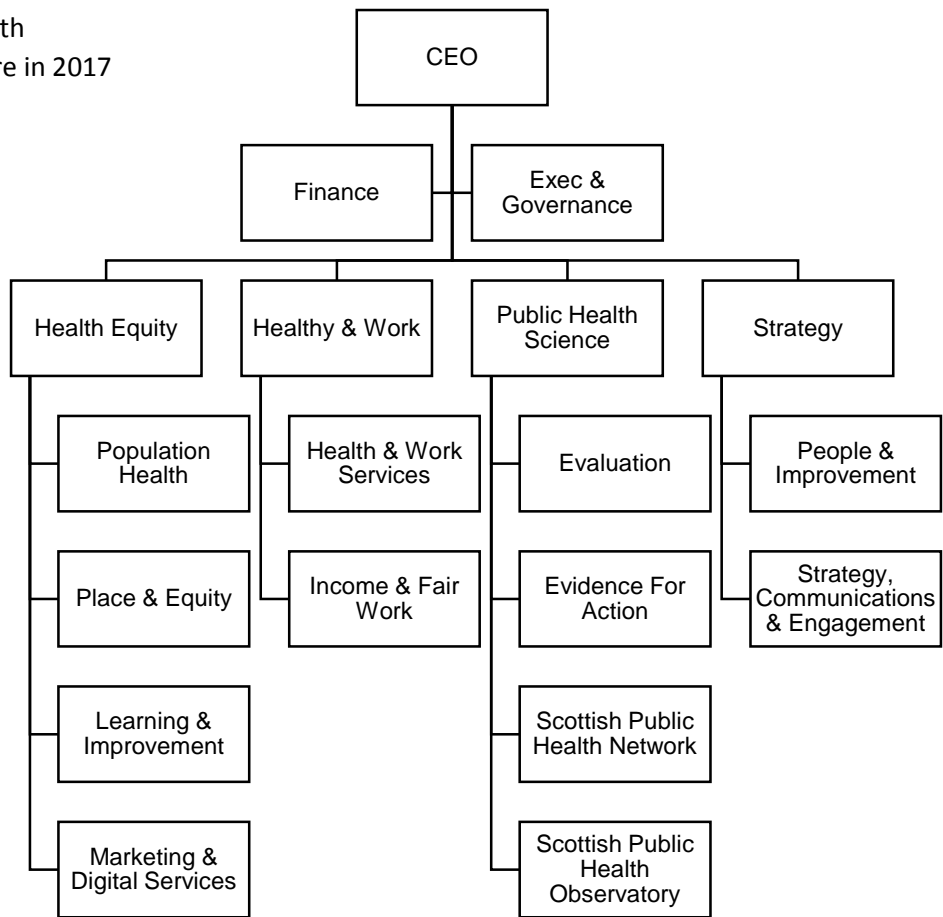 th
re in 2017
CEO
Finance
Exec &
Governance
Health Equity
Healthy & Work
Public Health
Science
Strategy
Population
Health
Health & Work
Services
Evaluation
People &
Improvement
Place & Equity
Income & Fair
Work
Evidence For
Action
Strategy,
Communications
& Engagement
Learning &
Improvement
Scottish Public
Health Network
Marketing &
Digital Services
Scottish Public
Health
Observatory